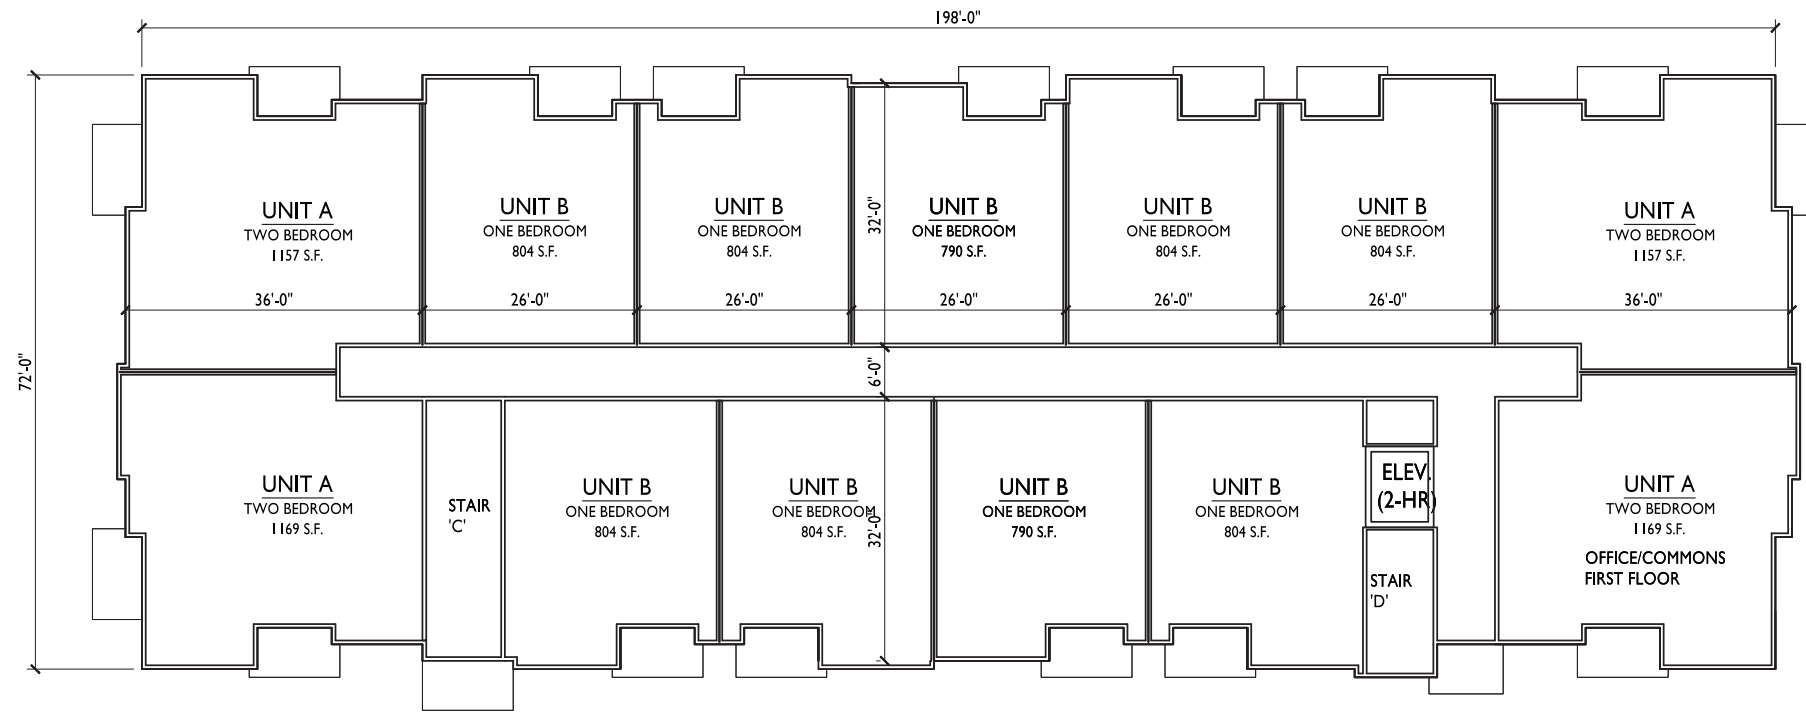 198'-0"
UNIT A
TWO BEDROOM
1157 S.F.
UNIT B
ONE BEDROOM
804 S.F.
UNIT B
ONE BEDROOM
804 S.F.
32'-0"
UNIT B
ONE BEDROOM
790 S.F.
UNIT B
ONE BEDROOM
804 S.F.
UNIT B
ONE BEDROOM
804 S.F.
UNIT A
TWO BEDROOM
1157 S.F.
36'-0"
26'-0"
26'-0"
26'-0"
26'-0"
26'-0"
36'-0"
72'-0"
6'-0"
UNIT A
TWO BEDROOM
1169 S.F.
STAIR
'C'
UNIT B
ONE BEDROOM
804 S.F.
UNIT B
ONE BEDROOM
804 S.F.
32'-0"
UNIT B
ONE BEDROOM
790 S.F.
UNIT B
ONE BEDROOM
804 S.F.
ELEV.
(2-HR)
STAIR
'D'
UNIT A
TWO BEDROOM
1169 S.F.
OFFICE/COMMONS
FIRST FLOOR